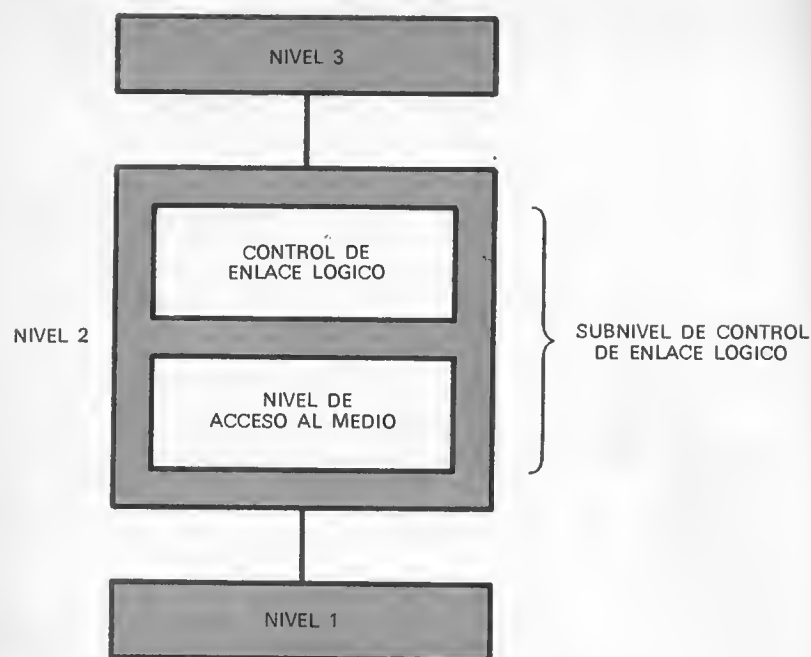 NIVEL 3
CONTROL DE
ENLACE LOGICO
NIVEL 2
SUBNIVEL DE CONTROL
DE ENLACE LOGICO
NIVEL DE
ACCESO AL MEDIO
NIVEL 1